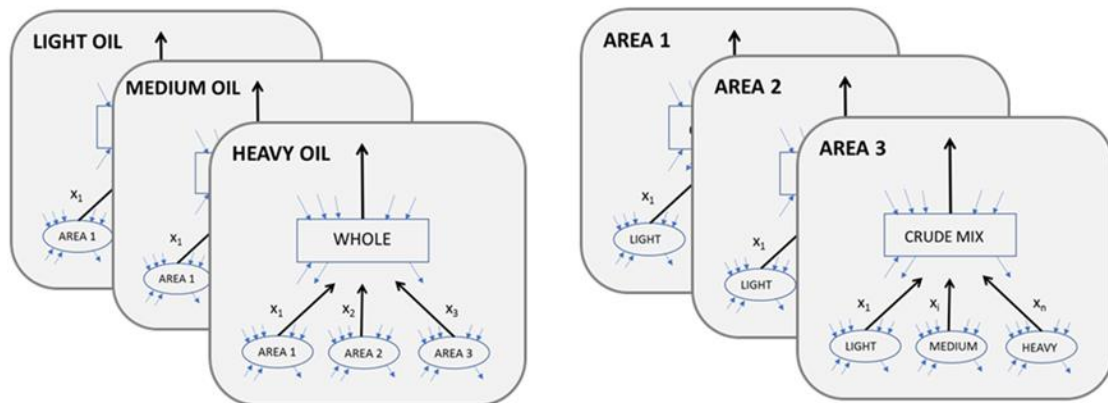 LIGHT OIL
x₁
AREA 1
MEDIUM OIL
x₁
AREA 1
HEAVY OIL
WHOLE
x₁ x₂ x₃
AREA 1 AREA 2 AREA 3
AREA 1
x₁
LIGHT
AREA 2
x₁
LIGHT
AREA 3
CRUDE MIX
x₁ xᵢ xₙ
LIGHT MEDIUM HEAVY